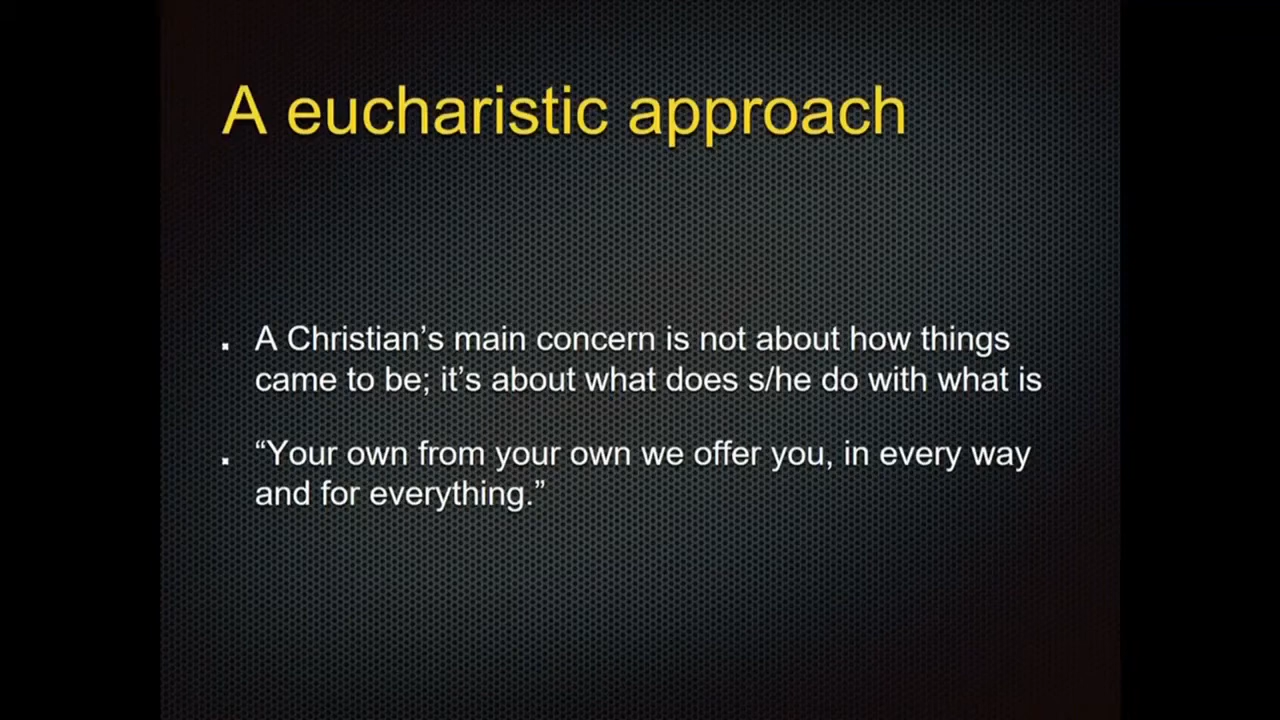 A eucharistic approach
. A Christian’s main concern is not about how things
came to be; it’s about what does s/he do with what is
. “Your own from your own we offer you, in every way
and for everything.”